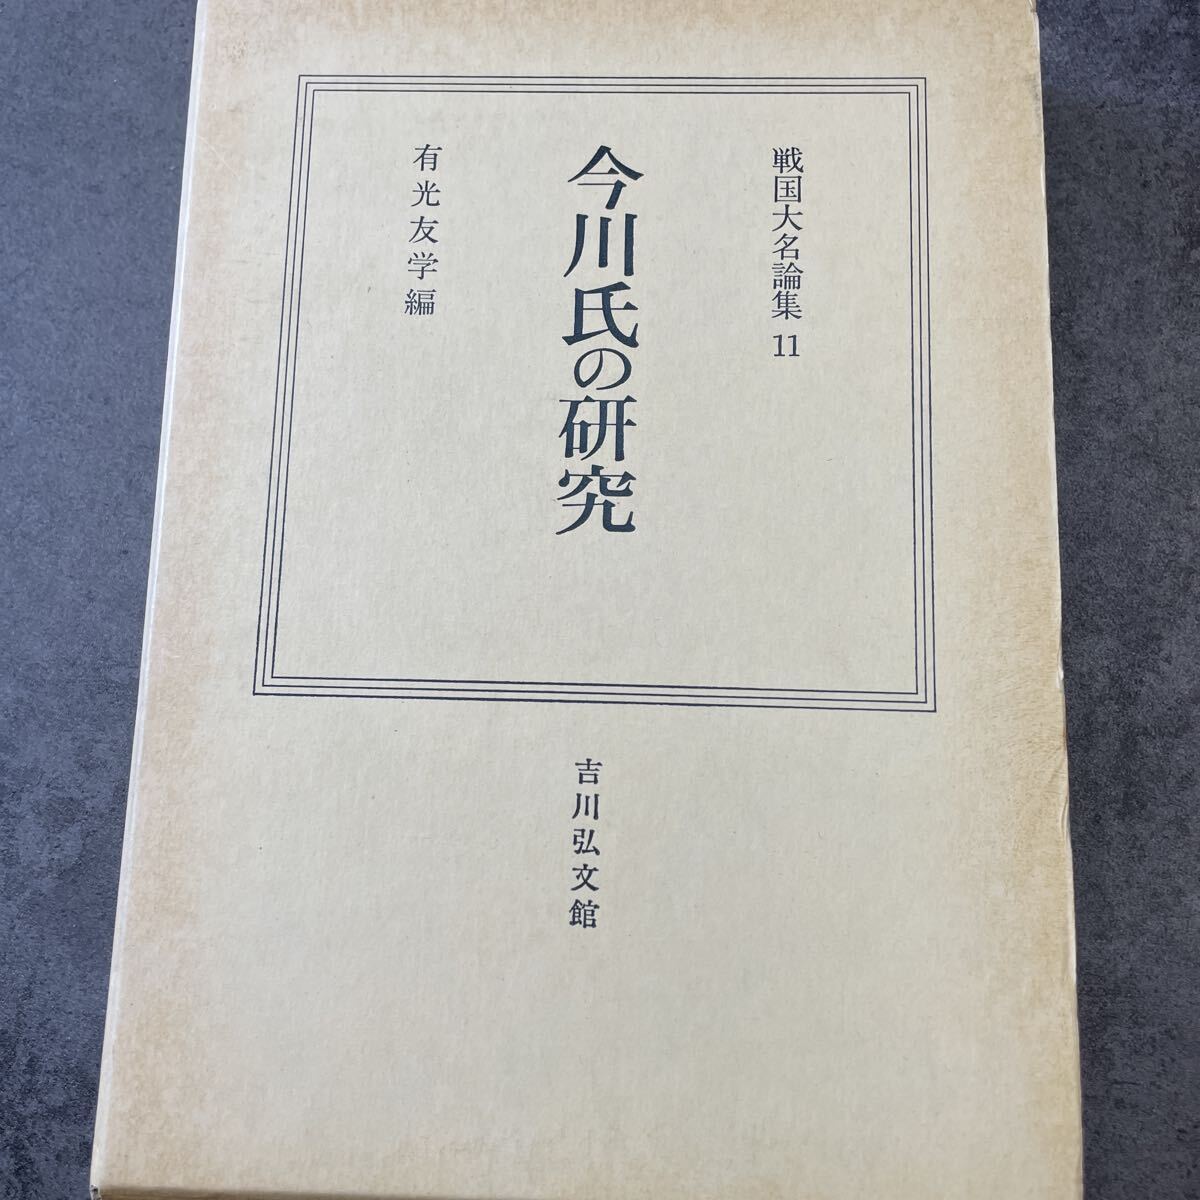 戦国大名論集 11
今川氏の研究
有光友学編
吉川弘文館